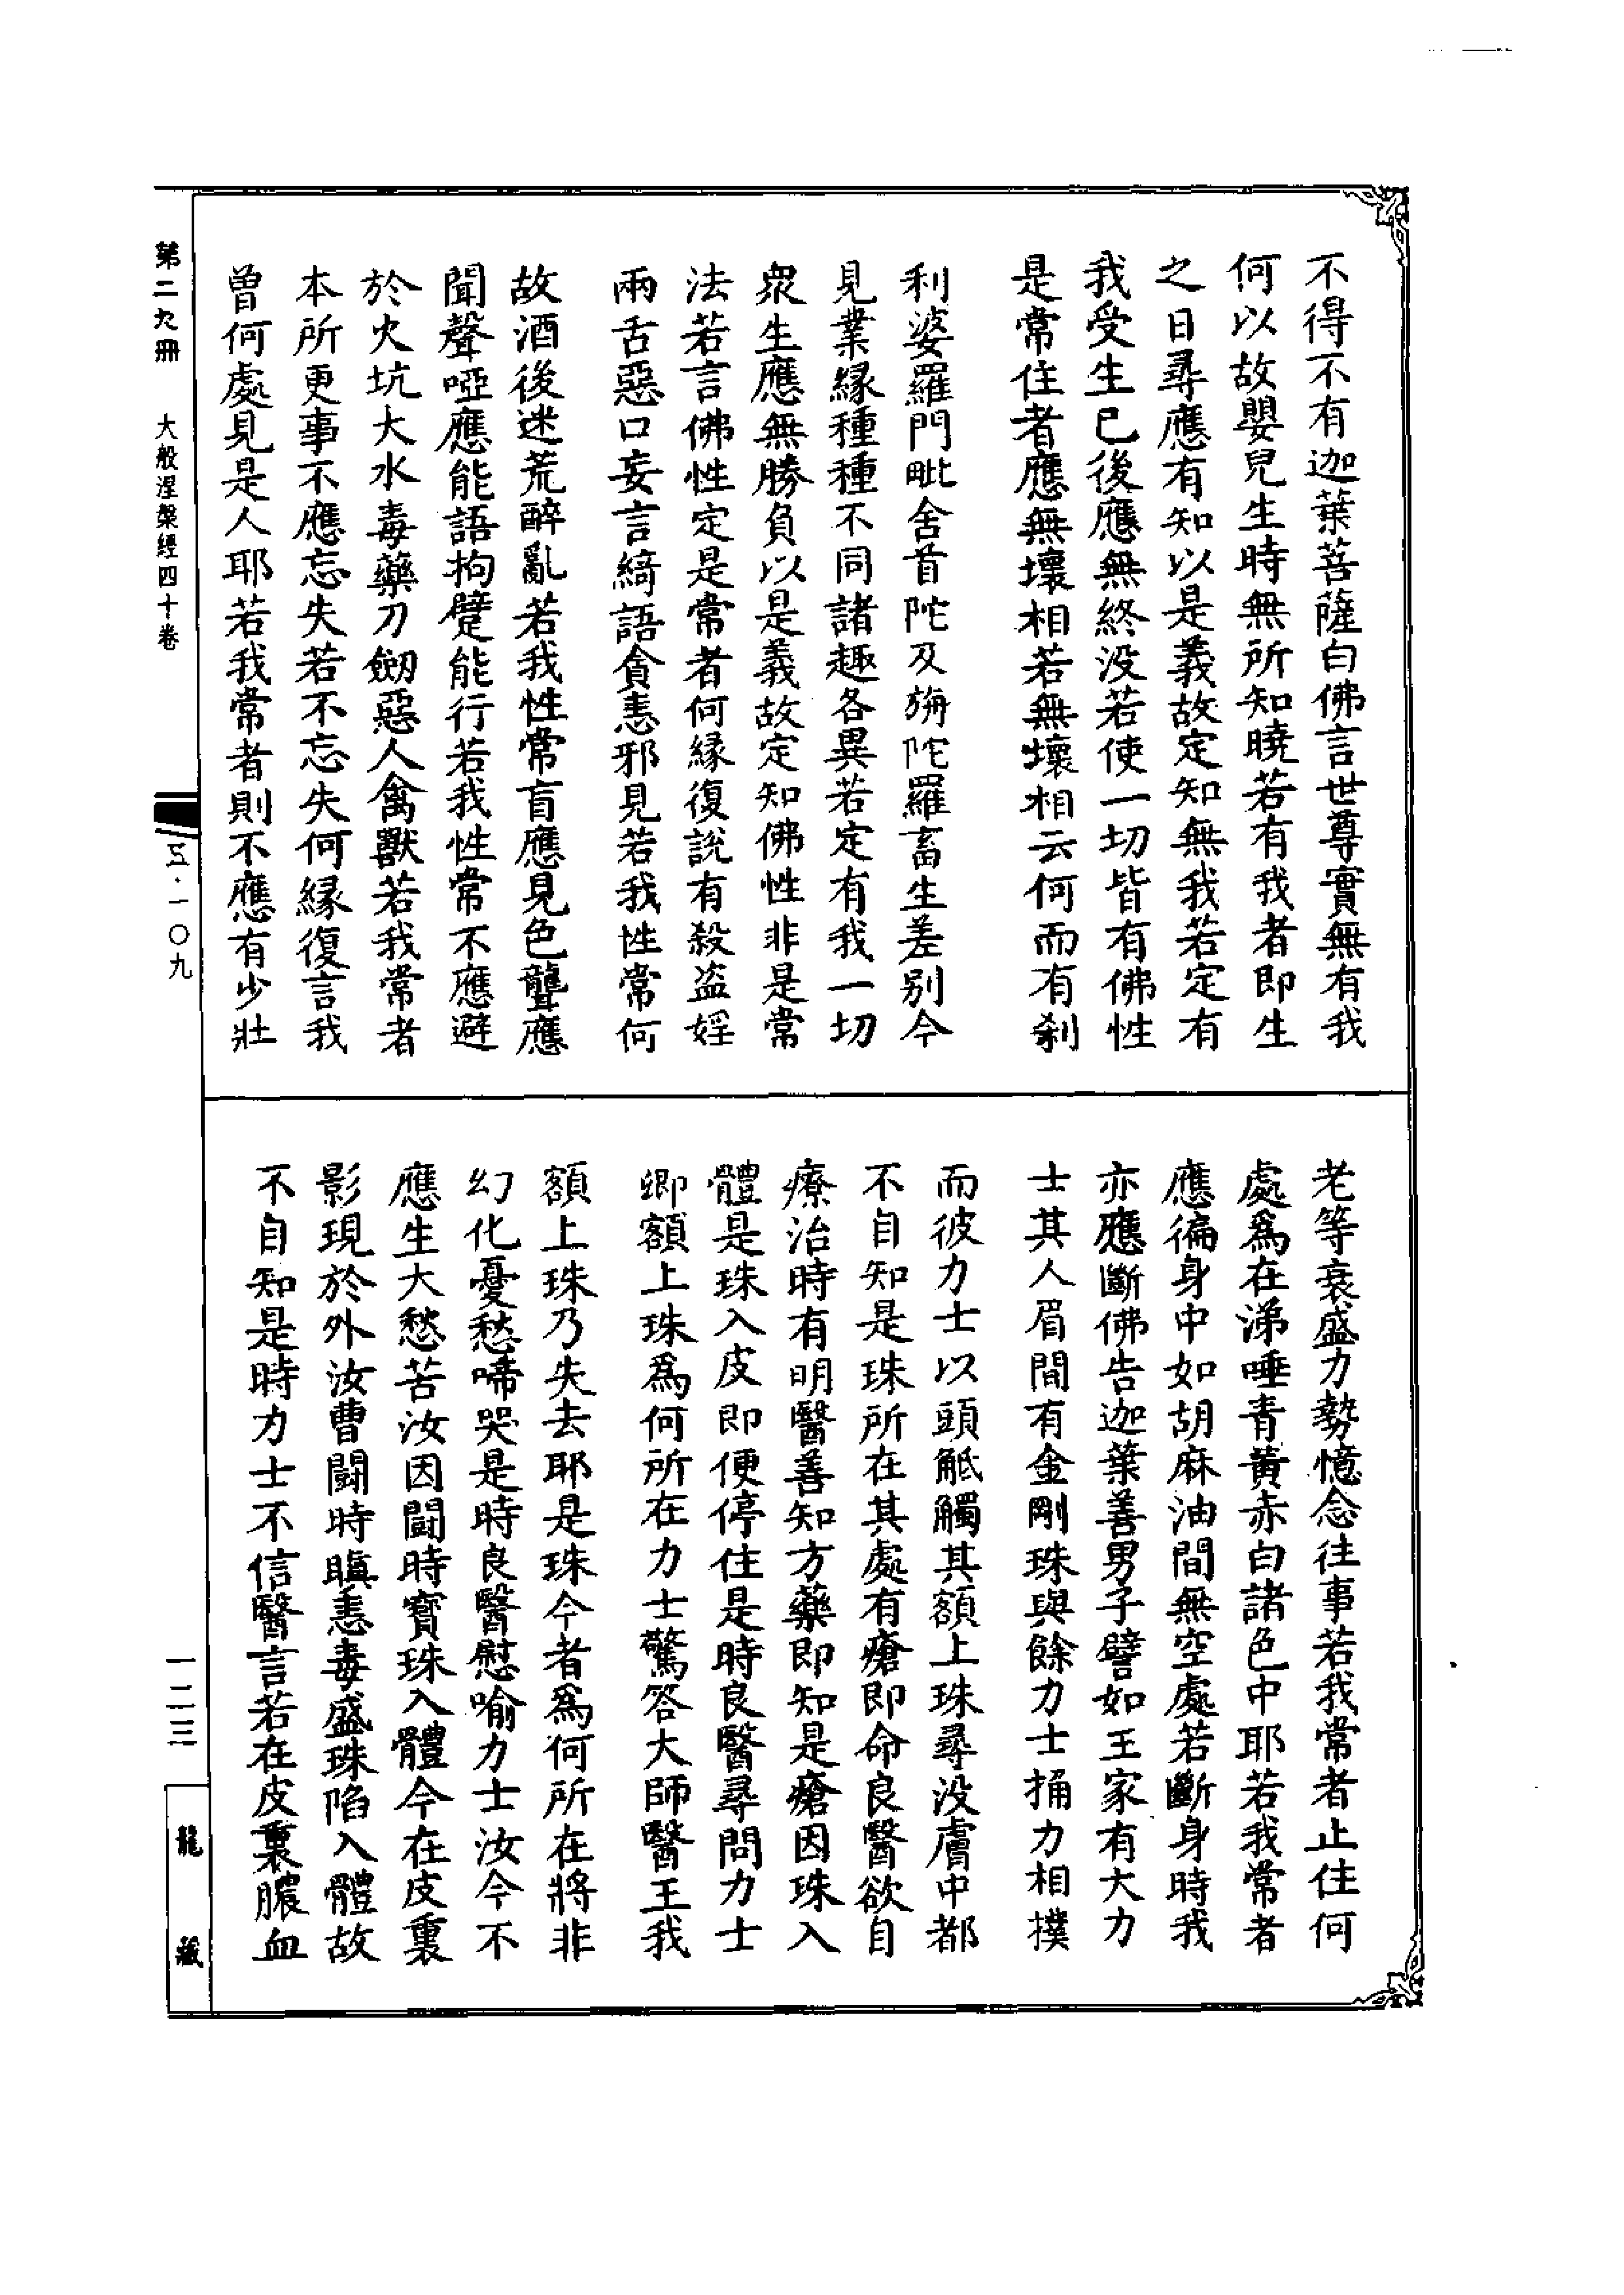 不得不有迦葉菩薩白佛言世尊實無有我
何以故嬰兒生時無所知曉若有我者即生
之日尋應有知以是義故定知無我若定有
我受生已後應無終没若使一切皆有佛性
是常住者應無壞相若無壞相云何而有刹
利婆羅門毗舍首陀及旃陀羅畜生差别今
見業緣種種不同諸趣各異若定有我一切
衆生應無勝負以是義故定知佛性非是常
法若言佛性定是常者何緣復說有殺盜婬
兩舌惡口妄言綺語貪恚邪見若我性常何
故酒後迷荒醉亂若我性常盲應見色聾應
聞聲啞應能語拘躄能行若我性常不應避
於火坑大水毒藥刀劒惡人禽獸若我常者
本所更事不應忘失若不忘失何緣復言我
曾何處見是人耶若我常者則不應有少壯
老等衰盛力勢憶念往事若我常者止住何
處爲在涕唾青黃赤白諸色中耶若我常者
應徧身中如胡麻油間無空處若斷身時我
亦應斷佛告迦葉善男子譬如王家有大力
士其人眉間有金剛珠與餘力士捔力相撲
而彼力士以頭觝觸其額上珠尋没膚中都
不自知是珠所在其處有瘡即命良醫欲自
療治時有明醫善知方藥即知是瘡因珠入
體是珠入皮即便停住是時良醫尋問力士
卿額上珠爲何所在力士驚答大師醫王我
額上珠乃失去耶是珠今者爲何所在將非
幻化憂愁啼哭是時良醫慰喻力士汝今不
應生大愁苦汝因鬪時寶珠入體今在皮裏
影現於外汝曹鬪時瞋恚毒盛珠陷入體故
不自知是時力士不信醫言若在皮裏膿血
第二九冊 大般涅槃經四十卷
五·一〇九
一二三
龍藏